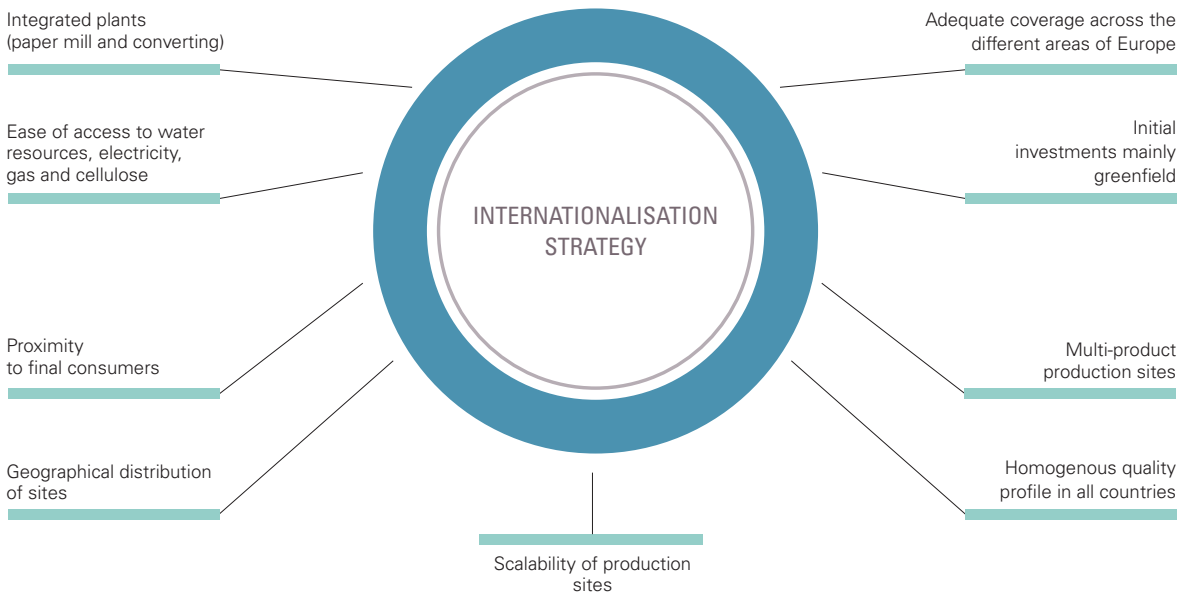 Integrated plants
(paper mill and converting)
Ease of access to water
resources, electricity,
gas and cellulose
Proximity
to final consumers
Geographical distribution
of sites
INTERNATIONALISATION
STRATEGY
Scalability of production
sites
Adequate coverage across the
different areas of Europe
Initial
investments mainly
greenfield
Multi-product
production sites
Homogenous quality
profile in all countries